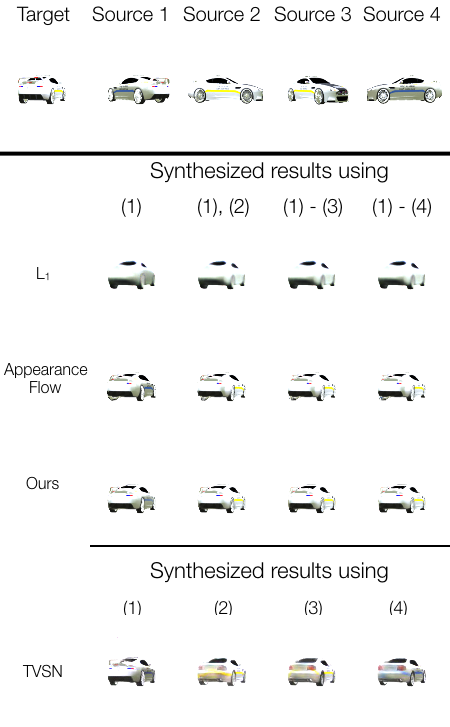 Target Source 1 Source 2 Source 3 Source 4
Synthesized results using
(1) (1), (2) (1) - (3) (1) - (4)
L₁
Appearance
Flow
Ours
Synthesized results using
(1) (2) (3) (4)
TVSN